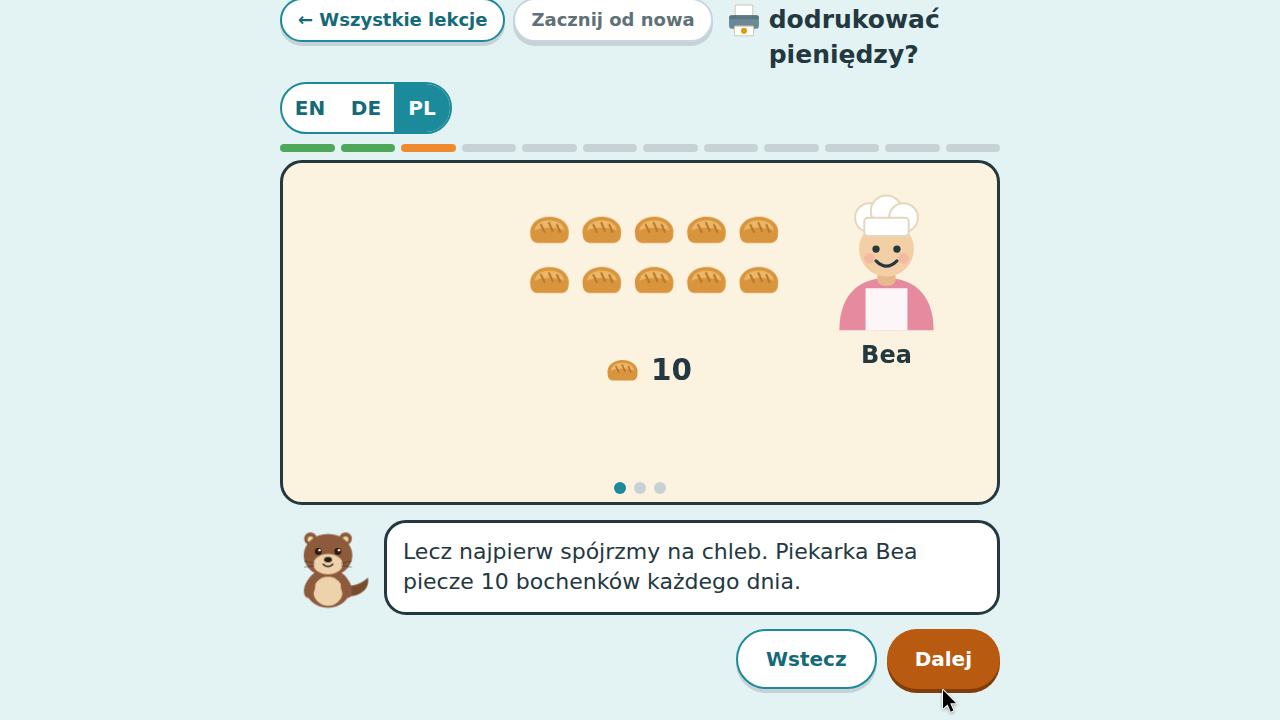 ← Wszystkie lekcje
Zacznij od nowa
dodrukować
pieniędzy?
EN DE PL
Bea
10
Lecz najpierw spójrzmy na chleb. Piekarka Bea
piecze 10 bochenków każdego dnia.
Wstecz
Dalej